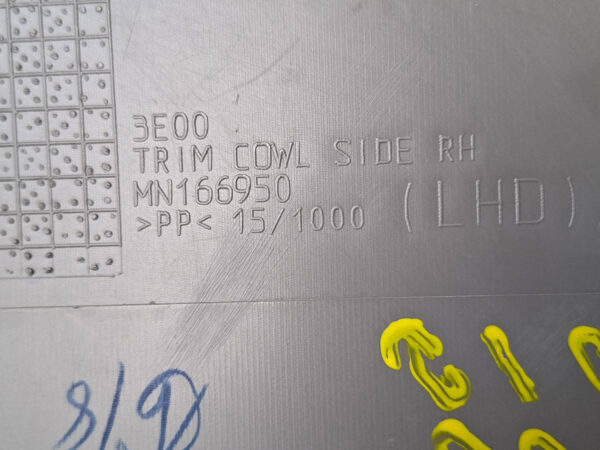 3E00
TRIM COWL SIDE RH
MN166950
>PP< 15/1000 (LHD)